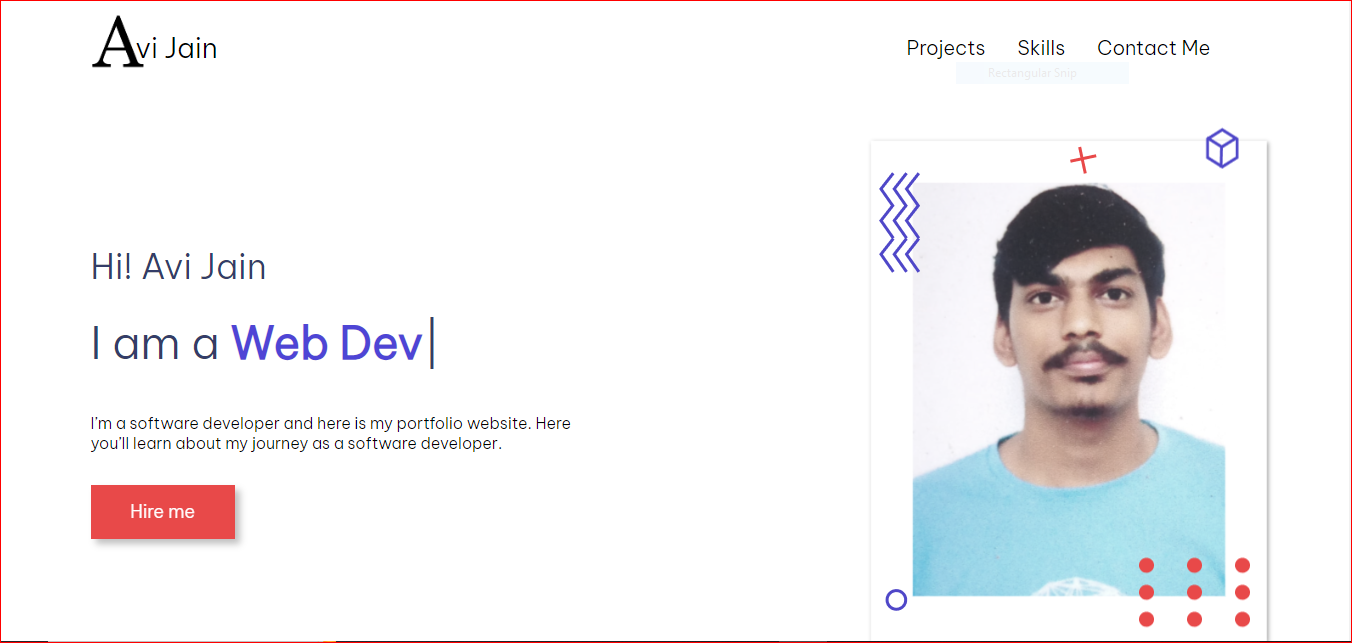 Avi Jain
Projects Skills Contact Me
Rectangular Snip
Hi! Avi Jain
I am a Web Dev
I'm a software developer and here is my portfolio website. Here
you'll learn about my journey as a software developer.
Hire me